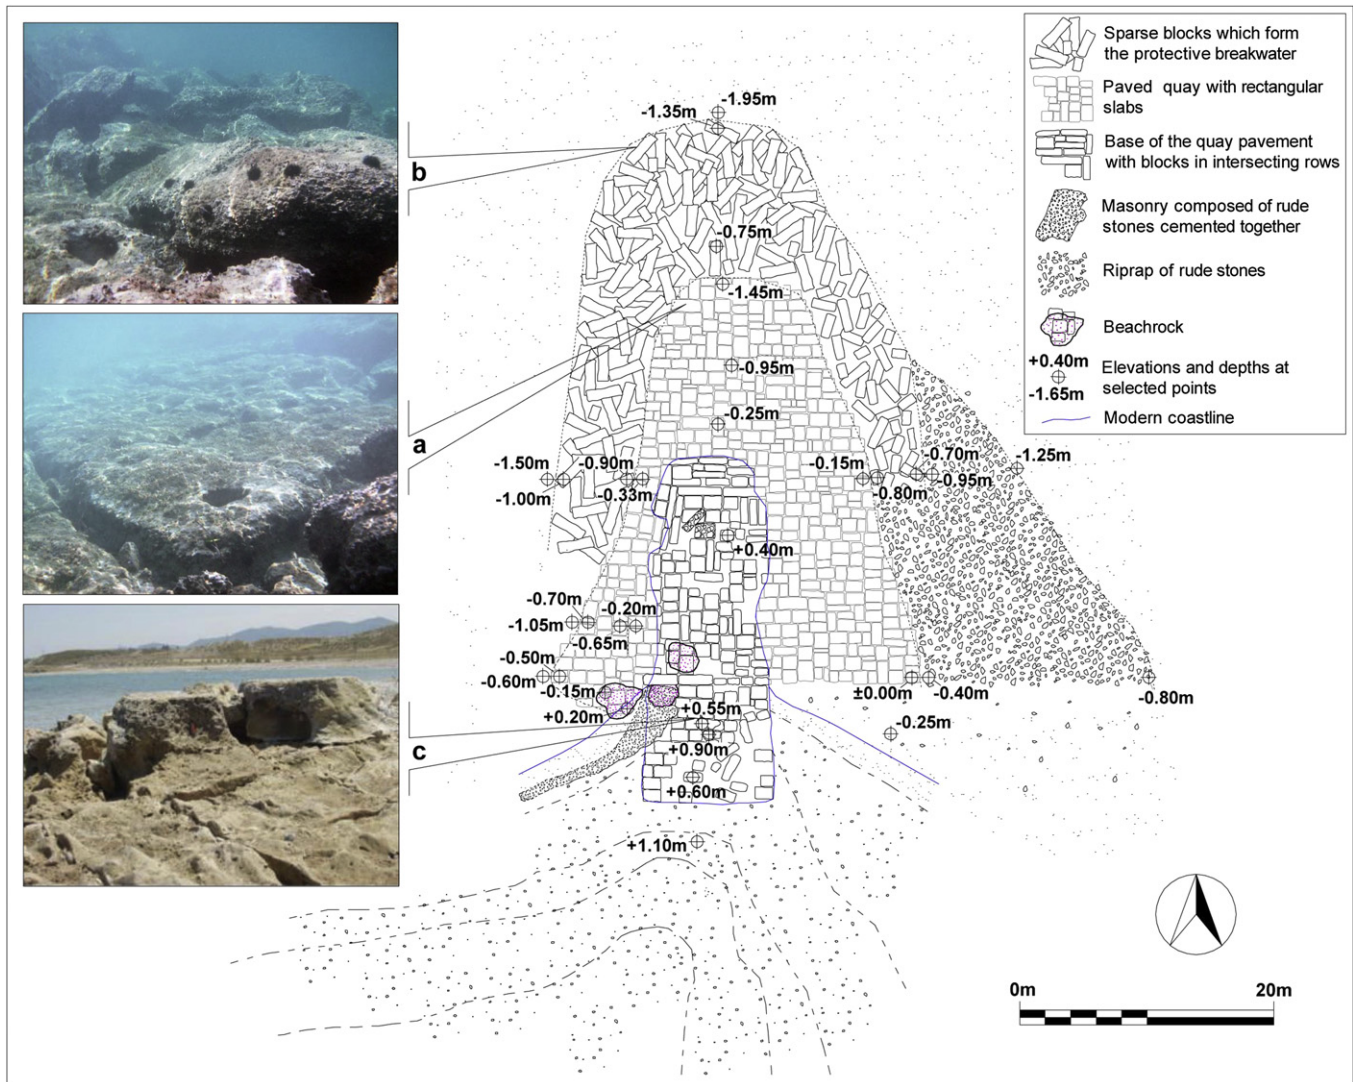 Sparse blocks which form
the protective breakwater
Paved quay with rectangular
slabs
Base of the quay pavement
with blocks in intersecting rows
Masonry composed of rude
stones cemented together
Riprap of rude stones
Beachrock
+0.40m
-1.65m
Elevations and depths at
selected points
Modern coastline
-1.95m
-1.35m
b
-0.75m
-1.45m
-0.95m
-0.25m
a
-1.50m
-0.90m
-1.00m
-0.33m
-0.15m
-0.70m
-1.25m
-0.80m
-0.95m
+0.40m
-0.70m
-0.20m
-1.05m
-0.65m
-0.50m
-0.60m
-0.15m
+0.20m
+0.55m
±0.00m
-0.40m
-0.80m
-0.25m
c
+0.90m
+0.60m
+1.10m
0m
20m